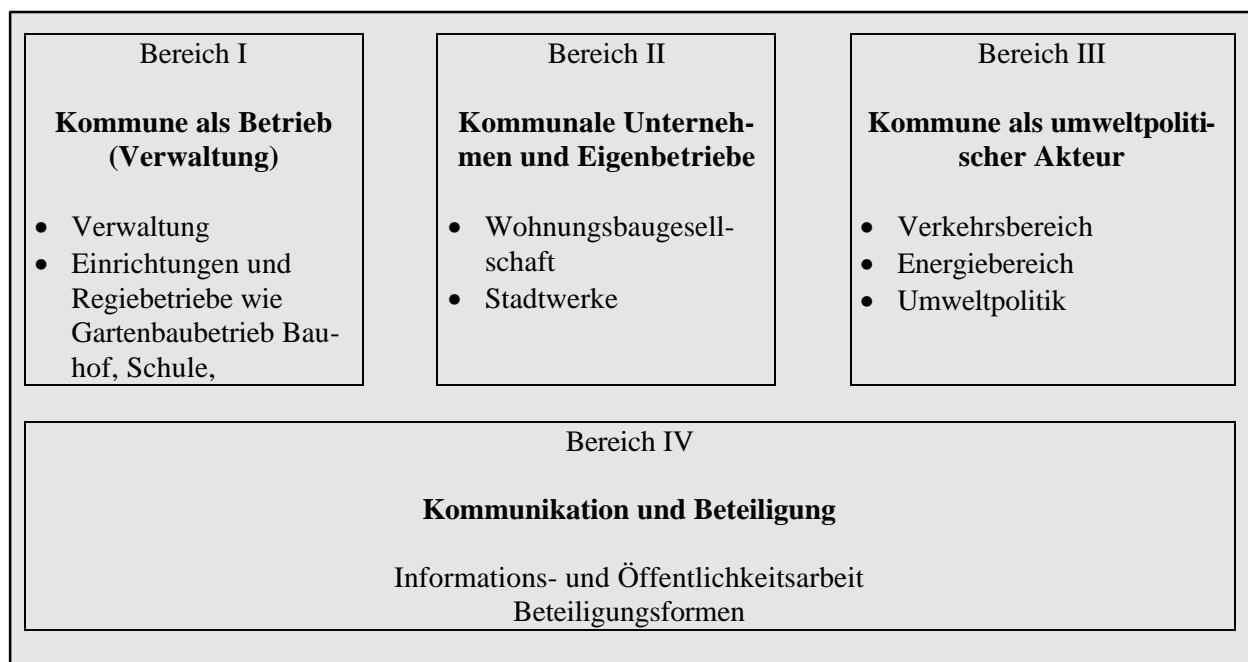 Bereich I
Kommune als Betrieb
(Verwaltung)
• Verwaltung
• Einrichtungen und
Regiebetriebe wie
Gartenbaubetrieb Bau-
hof, Schule,
Bereich II
Kommunale Unterneh-
men und Eigenbetriebe
• Wohnungsbaugesell-
schaft
• Stadtwerke
Bereich III
Kommune als umweltpoliti-
scher Akteur
• Verkehrsbereich
• Energiebereich
• Umweltpolitik
Bereich IV
Kommunikation und Beteiligung
Informations- und Öffentlichkeitsarbeit
Beteiligungsformen